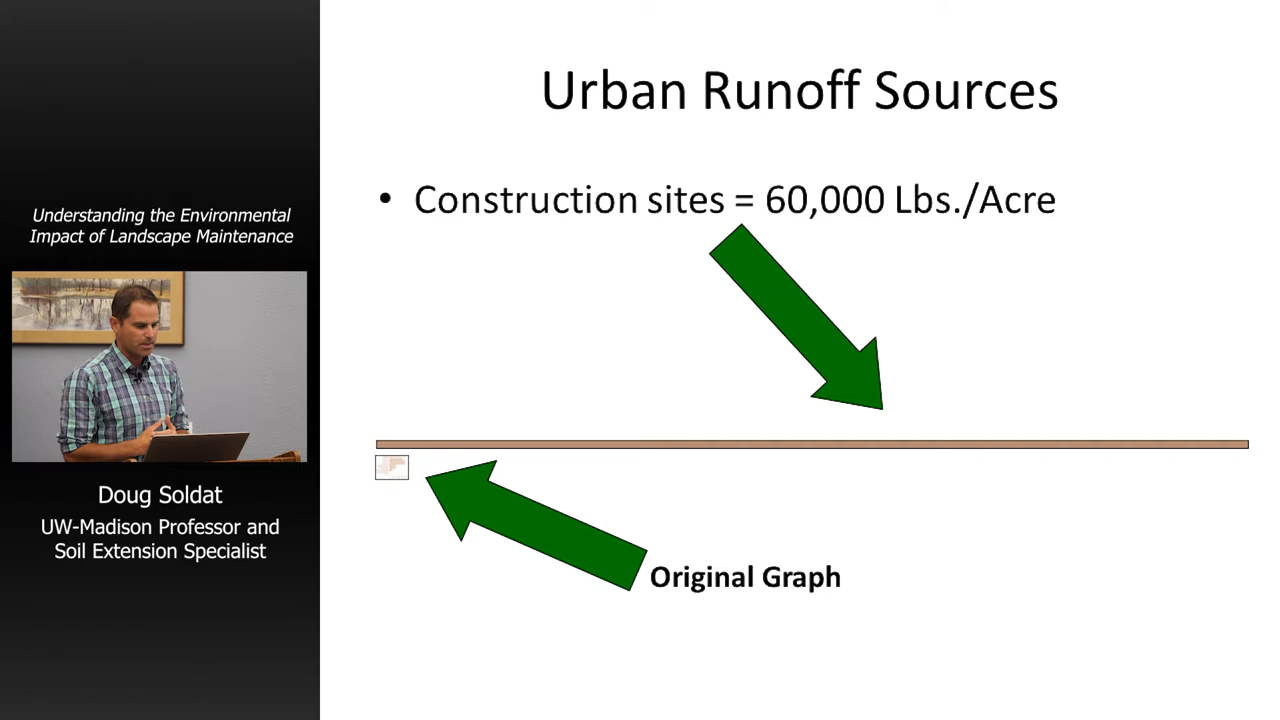 Understanding the Environmental
Impact of Landscape Maintenance
Doug Soldat
UW-Madison Professor and
Soil Extension Specialist
Urban Runoff Sources
• Construction sites = 60,000 Lbs./Acre
Original Graph